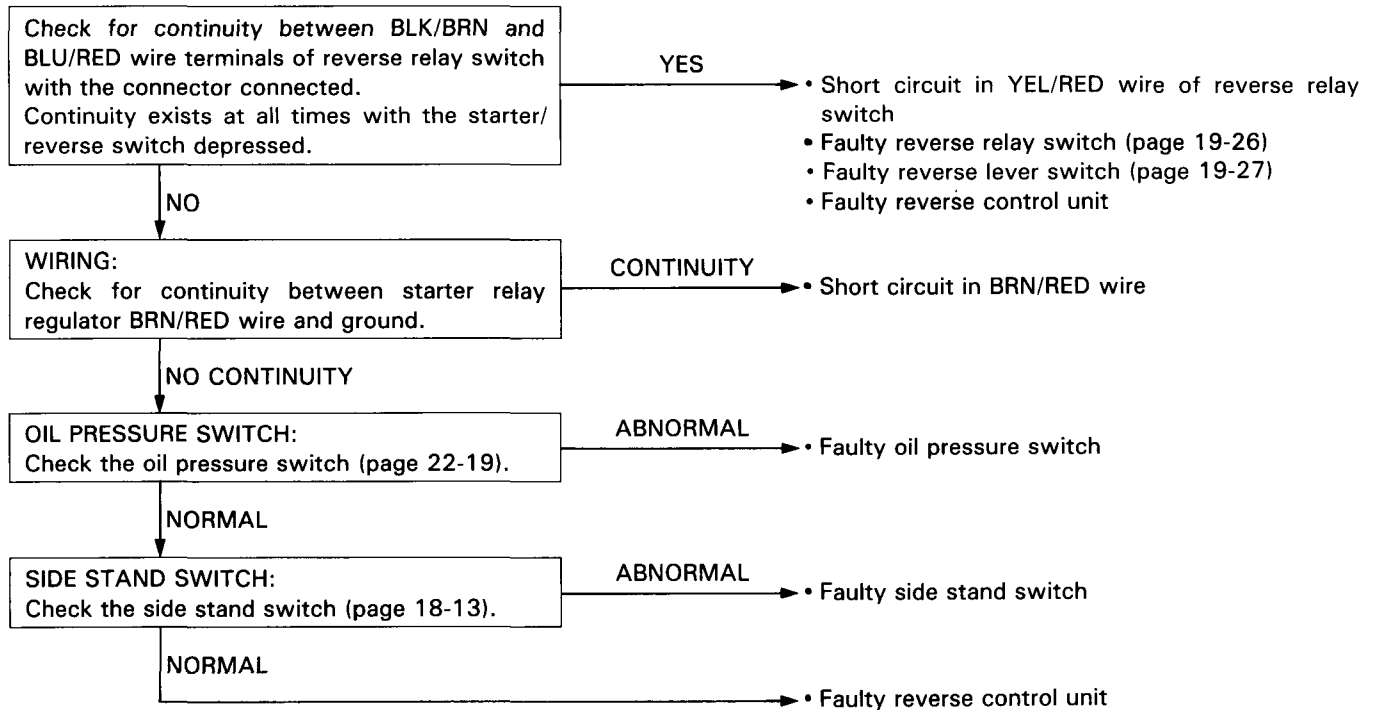 Check for continuity between BLK/BRN and
BLU/RED wire terminals of reverse relay switch
with the connector connected.
Continuity exists at all times with the starter/
reverse switch depressed.
YES
• Short circuit in YEL/RED wire of reverse relay
switch
• Faulty reverse relay switch (page 19-26)
• Faulty reverse lever switch (page 19-27)
• Faulty reverse control unit
NO
WIRING:
Check for continuity between starter relay
regulator BRN/RED wire and ground.
CONTINUITY
• Short circuit in BRN/RED wire
NO CONTINUITY
OIL PRESSURE SWITCH:
Check the oil pressure switch (page 22-19).
ABNORMAL
• Faulty oil pressure switch
NORMAL
SIDE STAND SWITCH:
Check the side stand switch (page 18-13).
ABNORMAL
• Faulty side stand switch
NORMAL
• Faulty reverse control unit